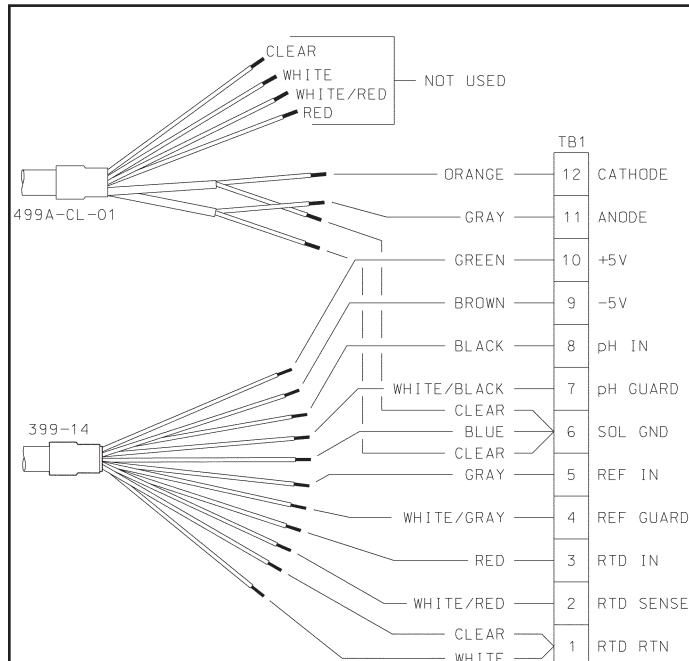 CLEAR
WHITE
WHITE/RED
RED
NOT USED
499A-CL-01
TB1
ORANGE 12 CATHODE
GRAY 11 ANODE
GREEN 10 +5V
BROWN 9 -5V
BLACK 8 pH IN
WHITE/BLACK 7 pH GUARD
CLEAR
BLUE 6 SOL GND
CLEAR
399-14
GRAY 5 REF IN
WHITE/GRAY 4 REF GUARD
RED 3 RTD IN
WHITE/RED 2 RTD SENSE
CLEAR
1 RTD RTN
WHITE